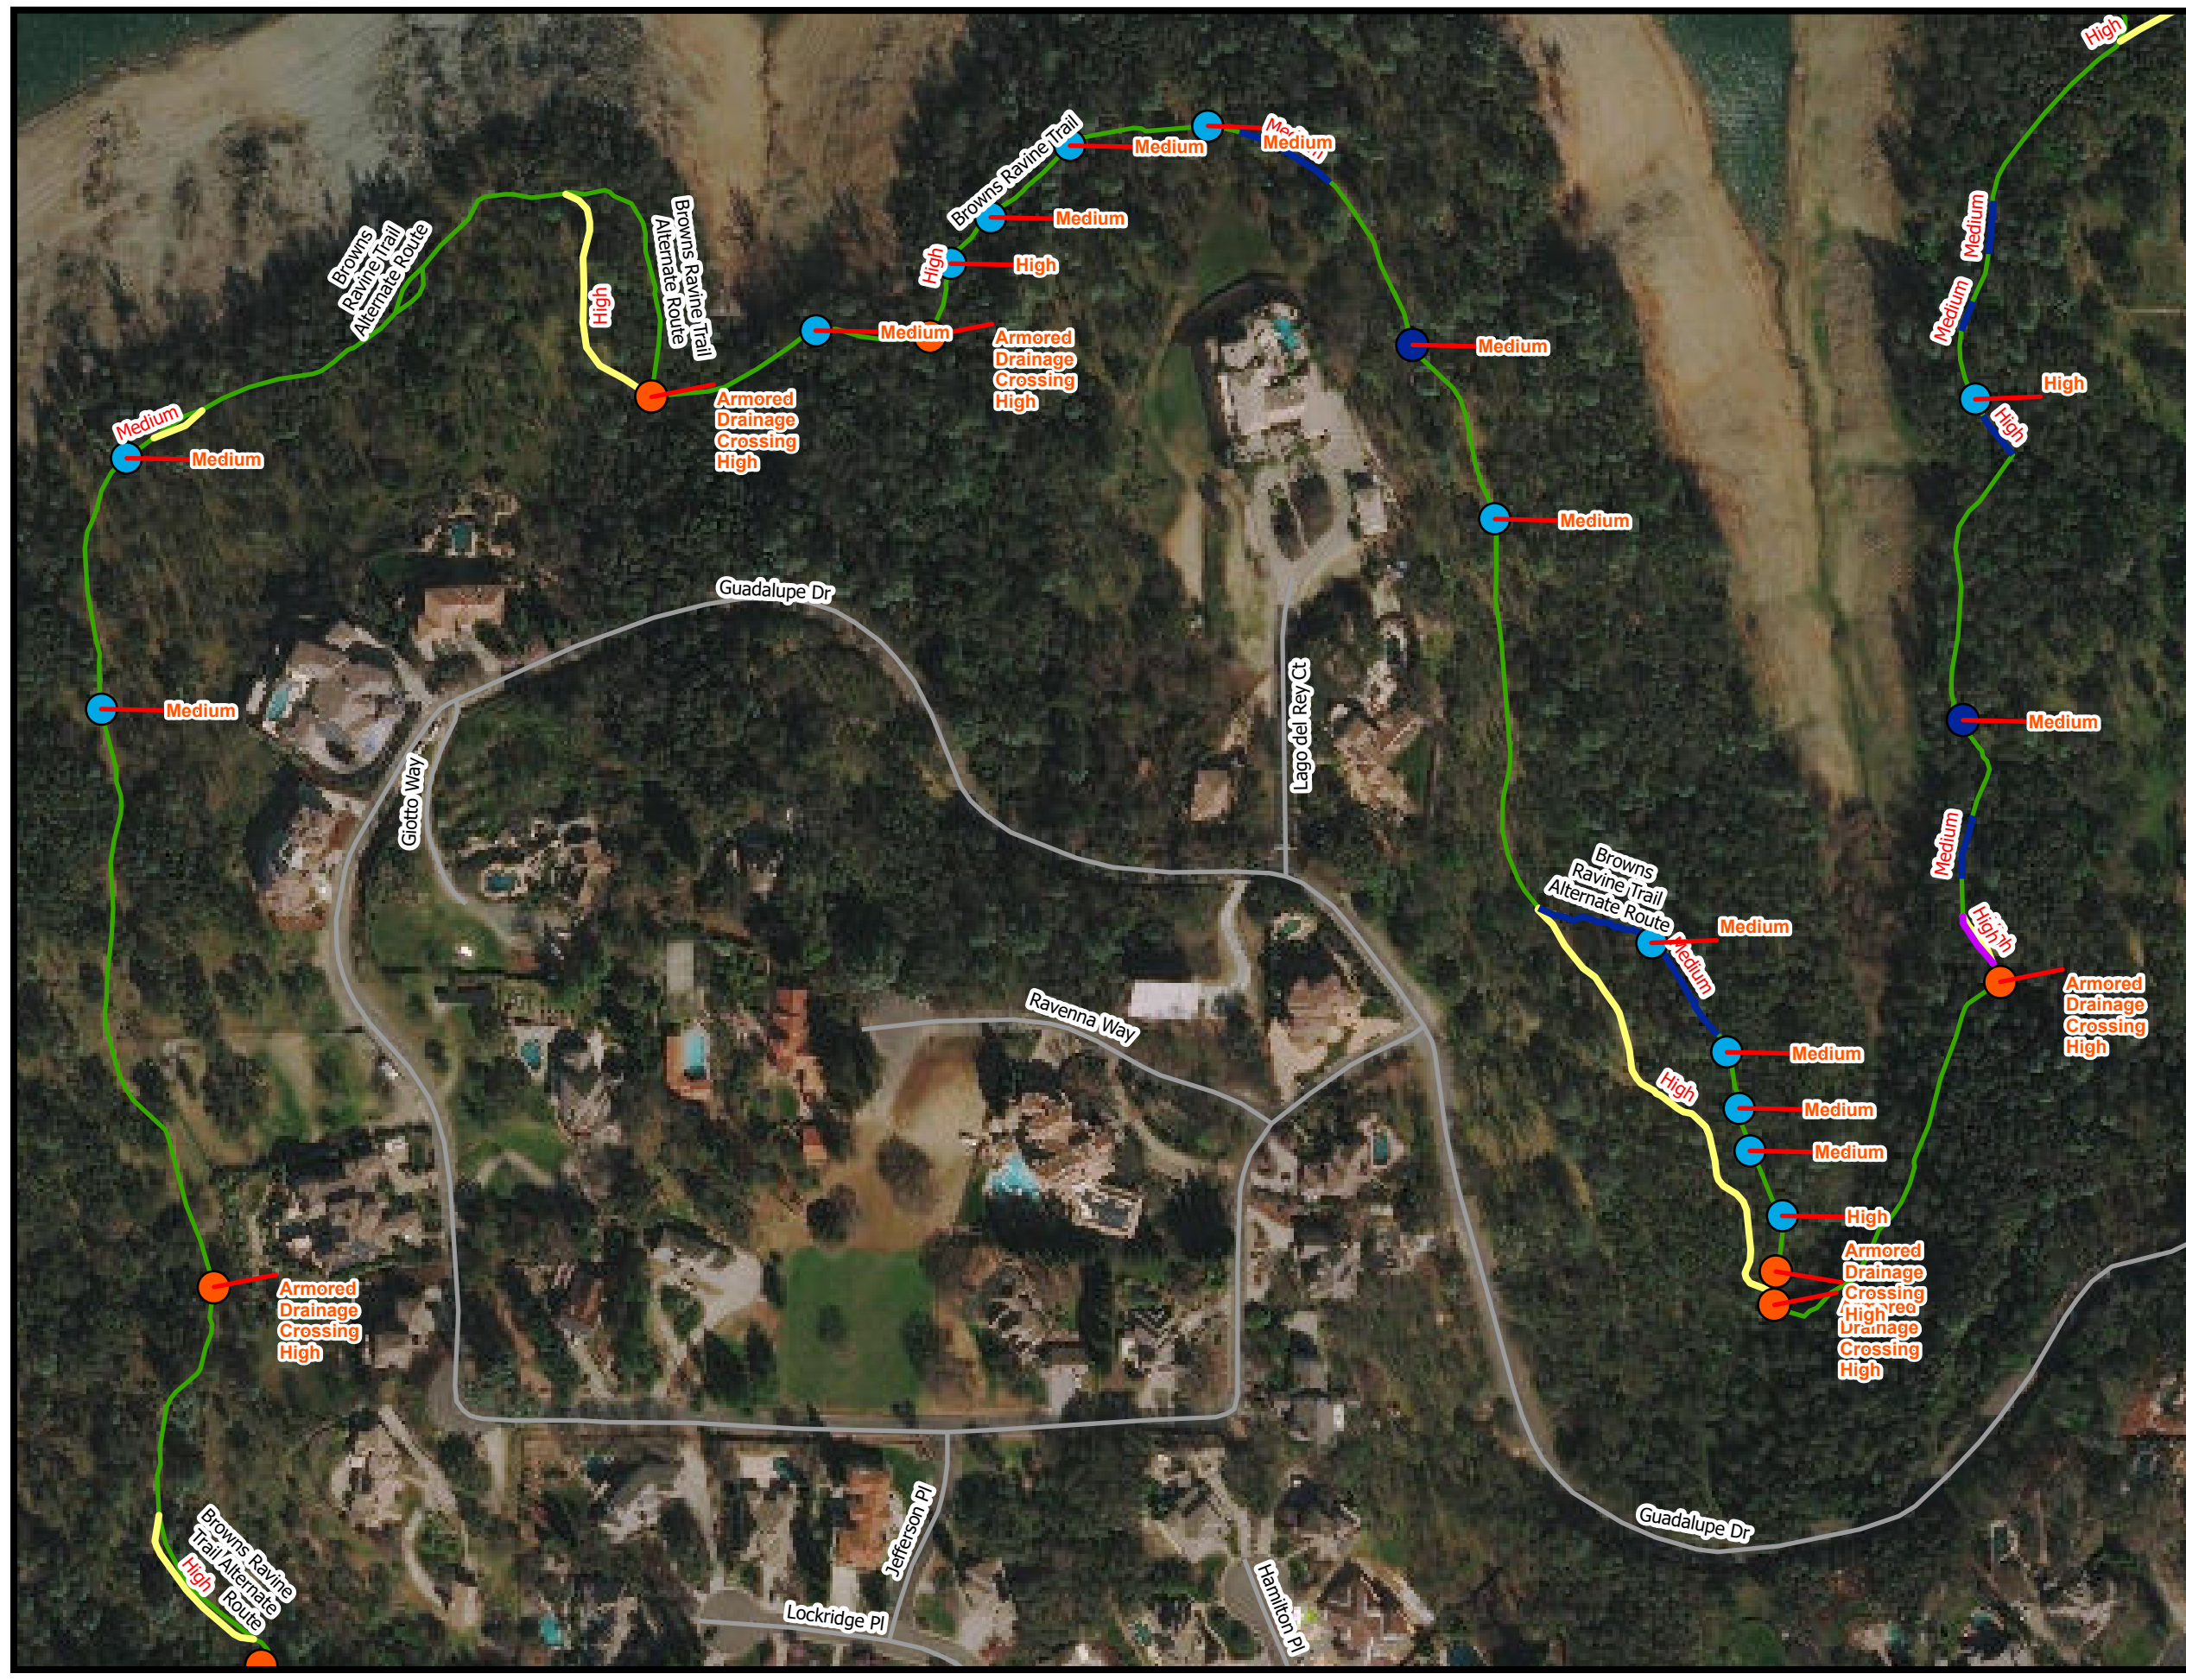 High
Browns Ravine Trail
Medium
Medium
Medium
Medium
Browns
Ravine Trail
Alternate Route
Browns Ravine Trail
Alternate Route
High
High
High
Medium
Medium
Medium
Armored
Drainage
Crossing
High
Medium
Medium
High
High
Armored
Drainage
Crossing
High
Medium
Medium
Medium
Guadalupe Dr
Lago del Rey Ct
Medium
Medium
Giotto Way
Medium
Browns
Ravine Trail
Alternate Route
Medium
Medium
High
Armored
Drainage
Crossing
High
Ravenna Way
Medium
High
Medium
Medium
High
Armored
Drainage
Crossing
High
Armored
Drainage
Crossing
High
Drainage
Crossing
High
Guadalupe Dr
Jefferson Pl
Browns Ravine
Trail Alternate
Route
High
Lockridge Pl
Hamilton Pl